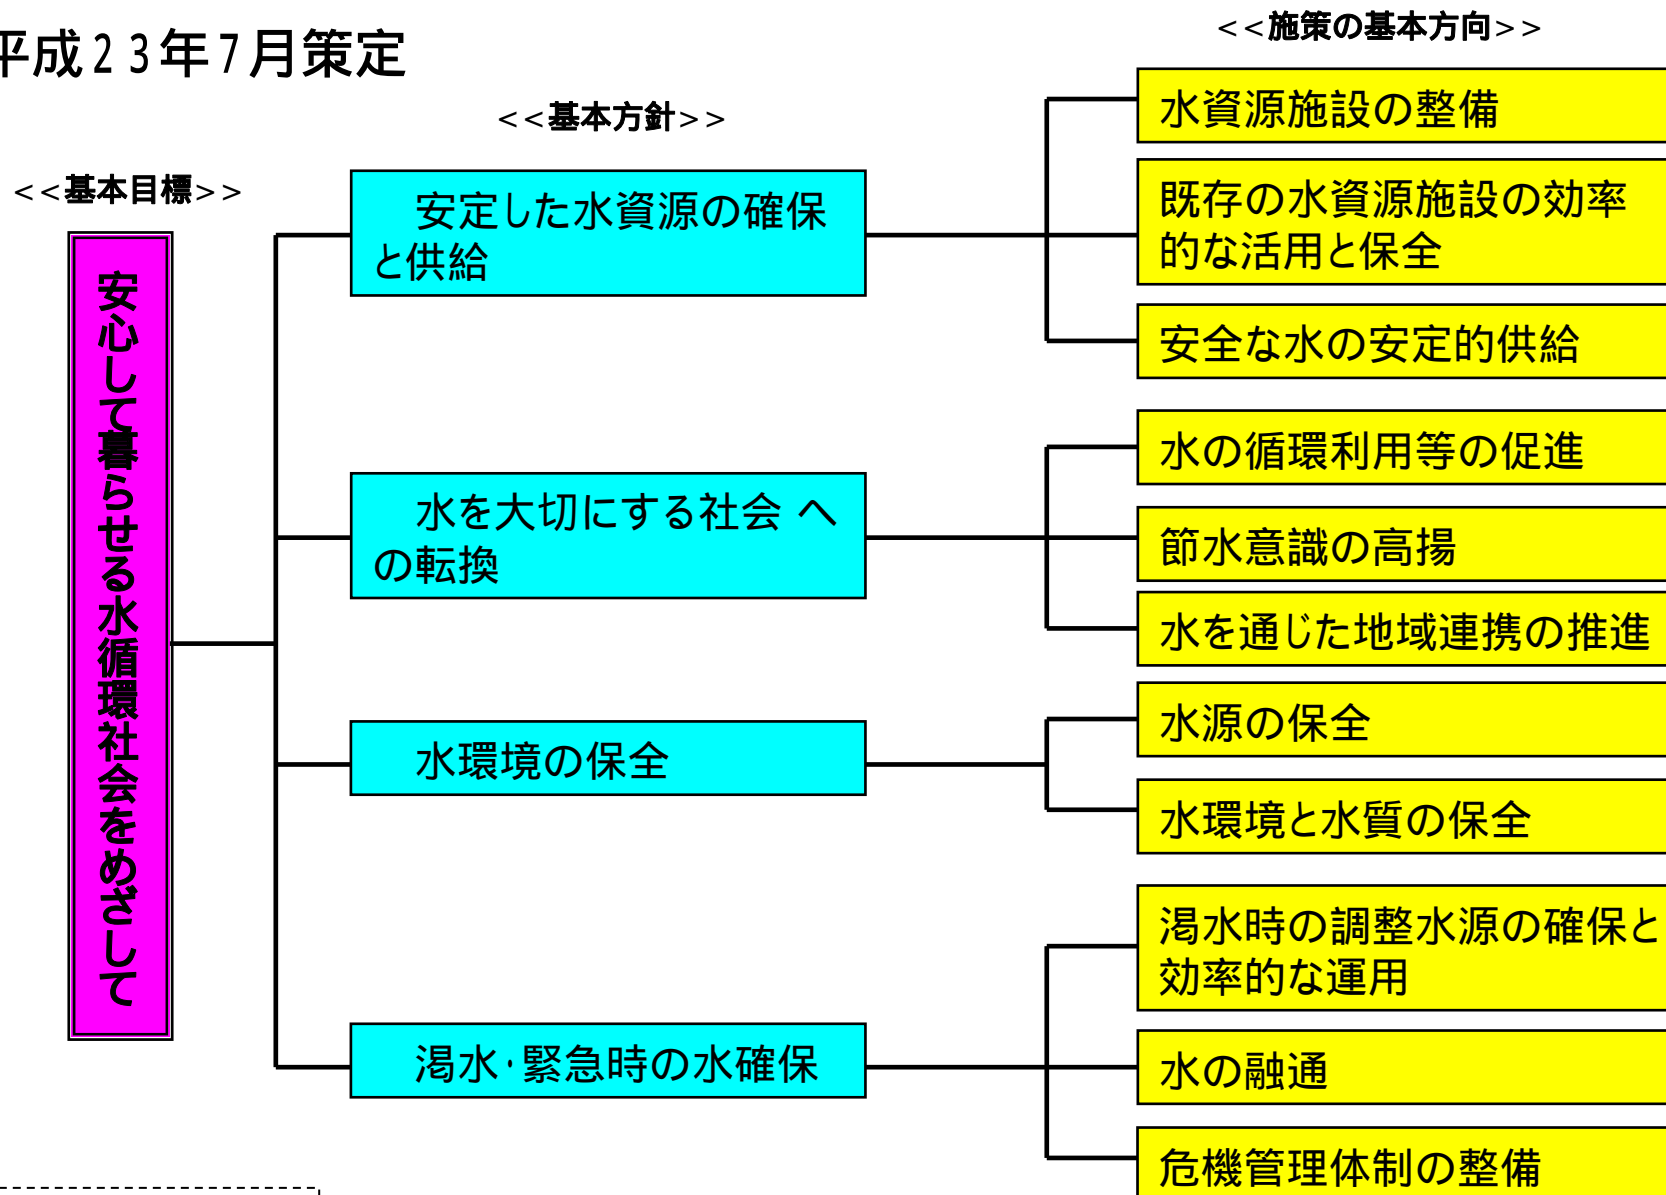 平成２３年７月策定
<<基本目標>>
安心して暮らせる水循環社会をめざして
<<基本方針>>
安定した水資源の確保
と供給
水を大切にする社会 へ
の転換
水環境の保全
渇水･緊急時の水確保
<<施策の基本方向>>
水資源施設の整備
既存の水資源施設の効率
的な活用と保全
安全な水の安定的供給
水の循環利用等の促進
節水意識の高揚
水を通じた地域連携の推進
水源の保全
水環境と水質の保全
渇水時の調整水源の確保と
効率的な運用
水の融通
危機管理体制の整備